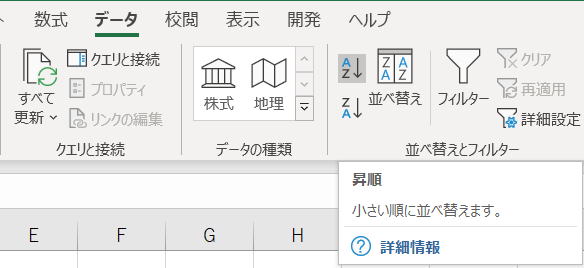 データ 校閲 表示 開発 ヘルプ
数式
すべて
更新
クエリと接続
プロパティ
リンクの編集
クエリと接続
株式 地理
データの種類
A
Z
Z
A
並べ替え
フィルター
クリア
再適用
詳細設定
並べ替えとフィルター
昇順
小さい順に並べ替えます。
? 詳細情報
E F G H